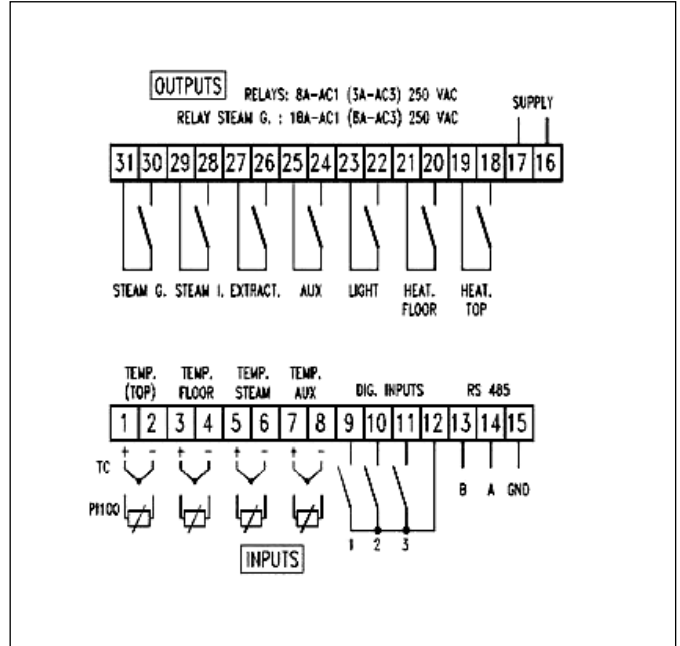 OUTPUTS
RELAYS: 8A-AC1 (3A-AC3) 250 VAC
RELAY STEAM G. : 18A-AC1 (8A-AC3) 250 VAC
SUPPLY
31 30 29 28 27 26 25 24 23 22 21 20 19 18 17 16
STEAM G. STEAM I. EXTRACT. AUX LIGHT HEAT. FLOOR HEAT. TOP
TEMP. (TOP) TEMP. FLOOR TEMP. STEAM TEMP. AUX DIG. INPUTS RS 485
1 2 3 4 5 6 7 8 9 10 11 12 13 14 15
+ - + - + - + -
TC
B A GND
Pt100
1 2 3
INPUTS